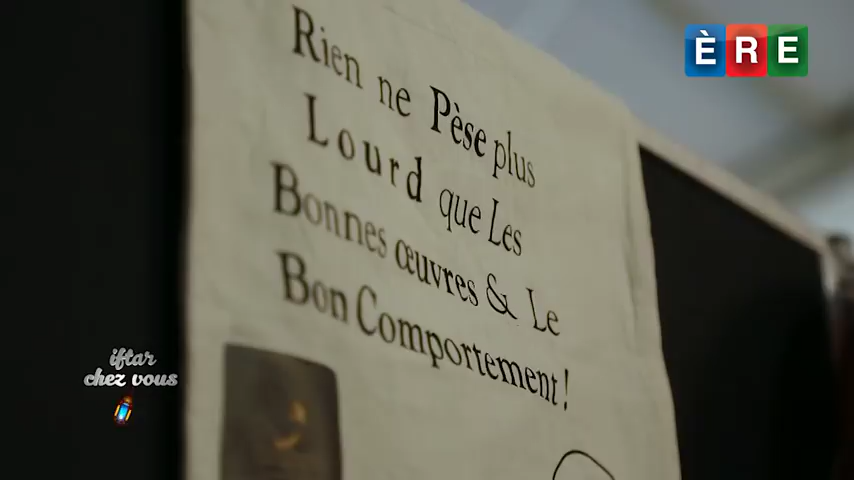 ÈRE
Rien ne Pèse plus
Lourd que Les
Bonnes œuvres & Le
Bon Comportement!
iftar
chez vous